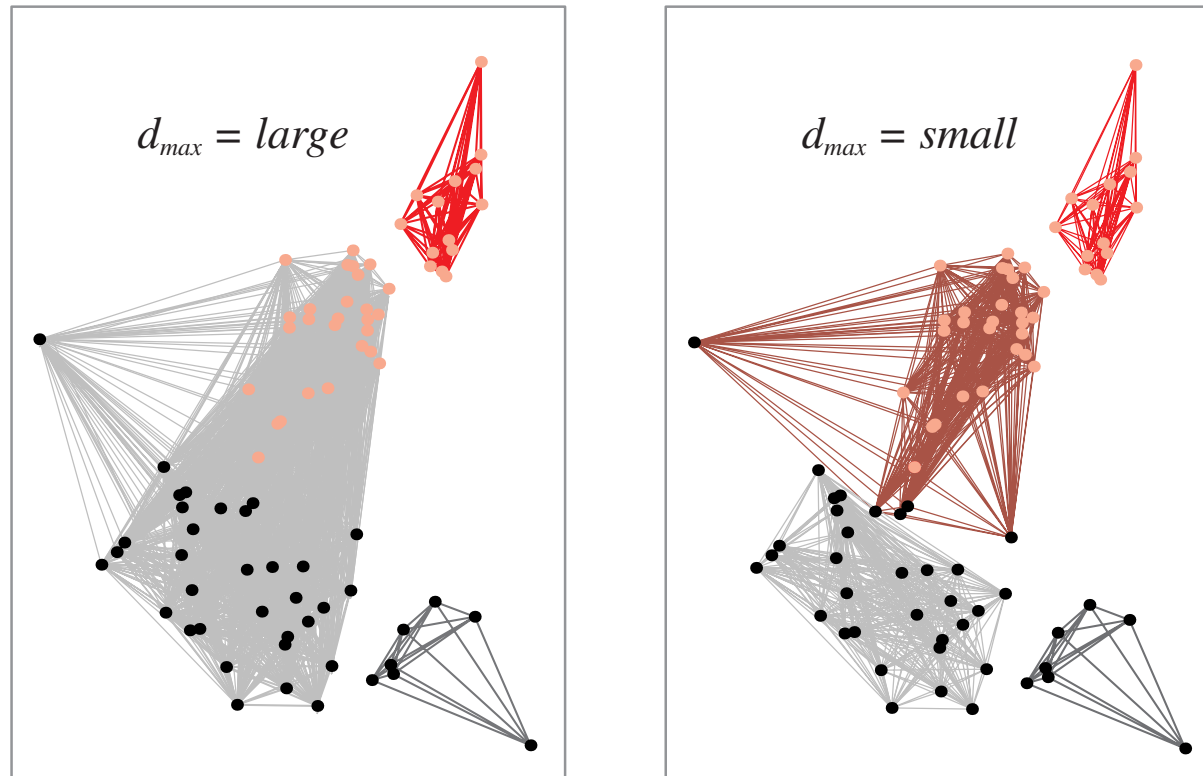 d_max = large
d_max = small